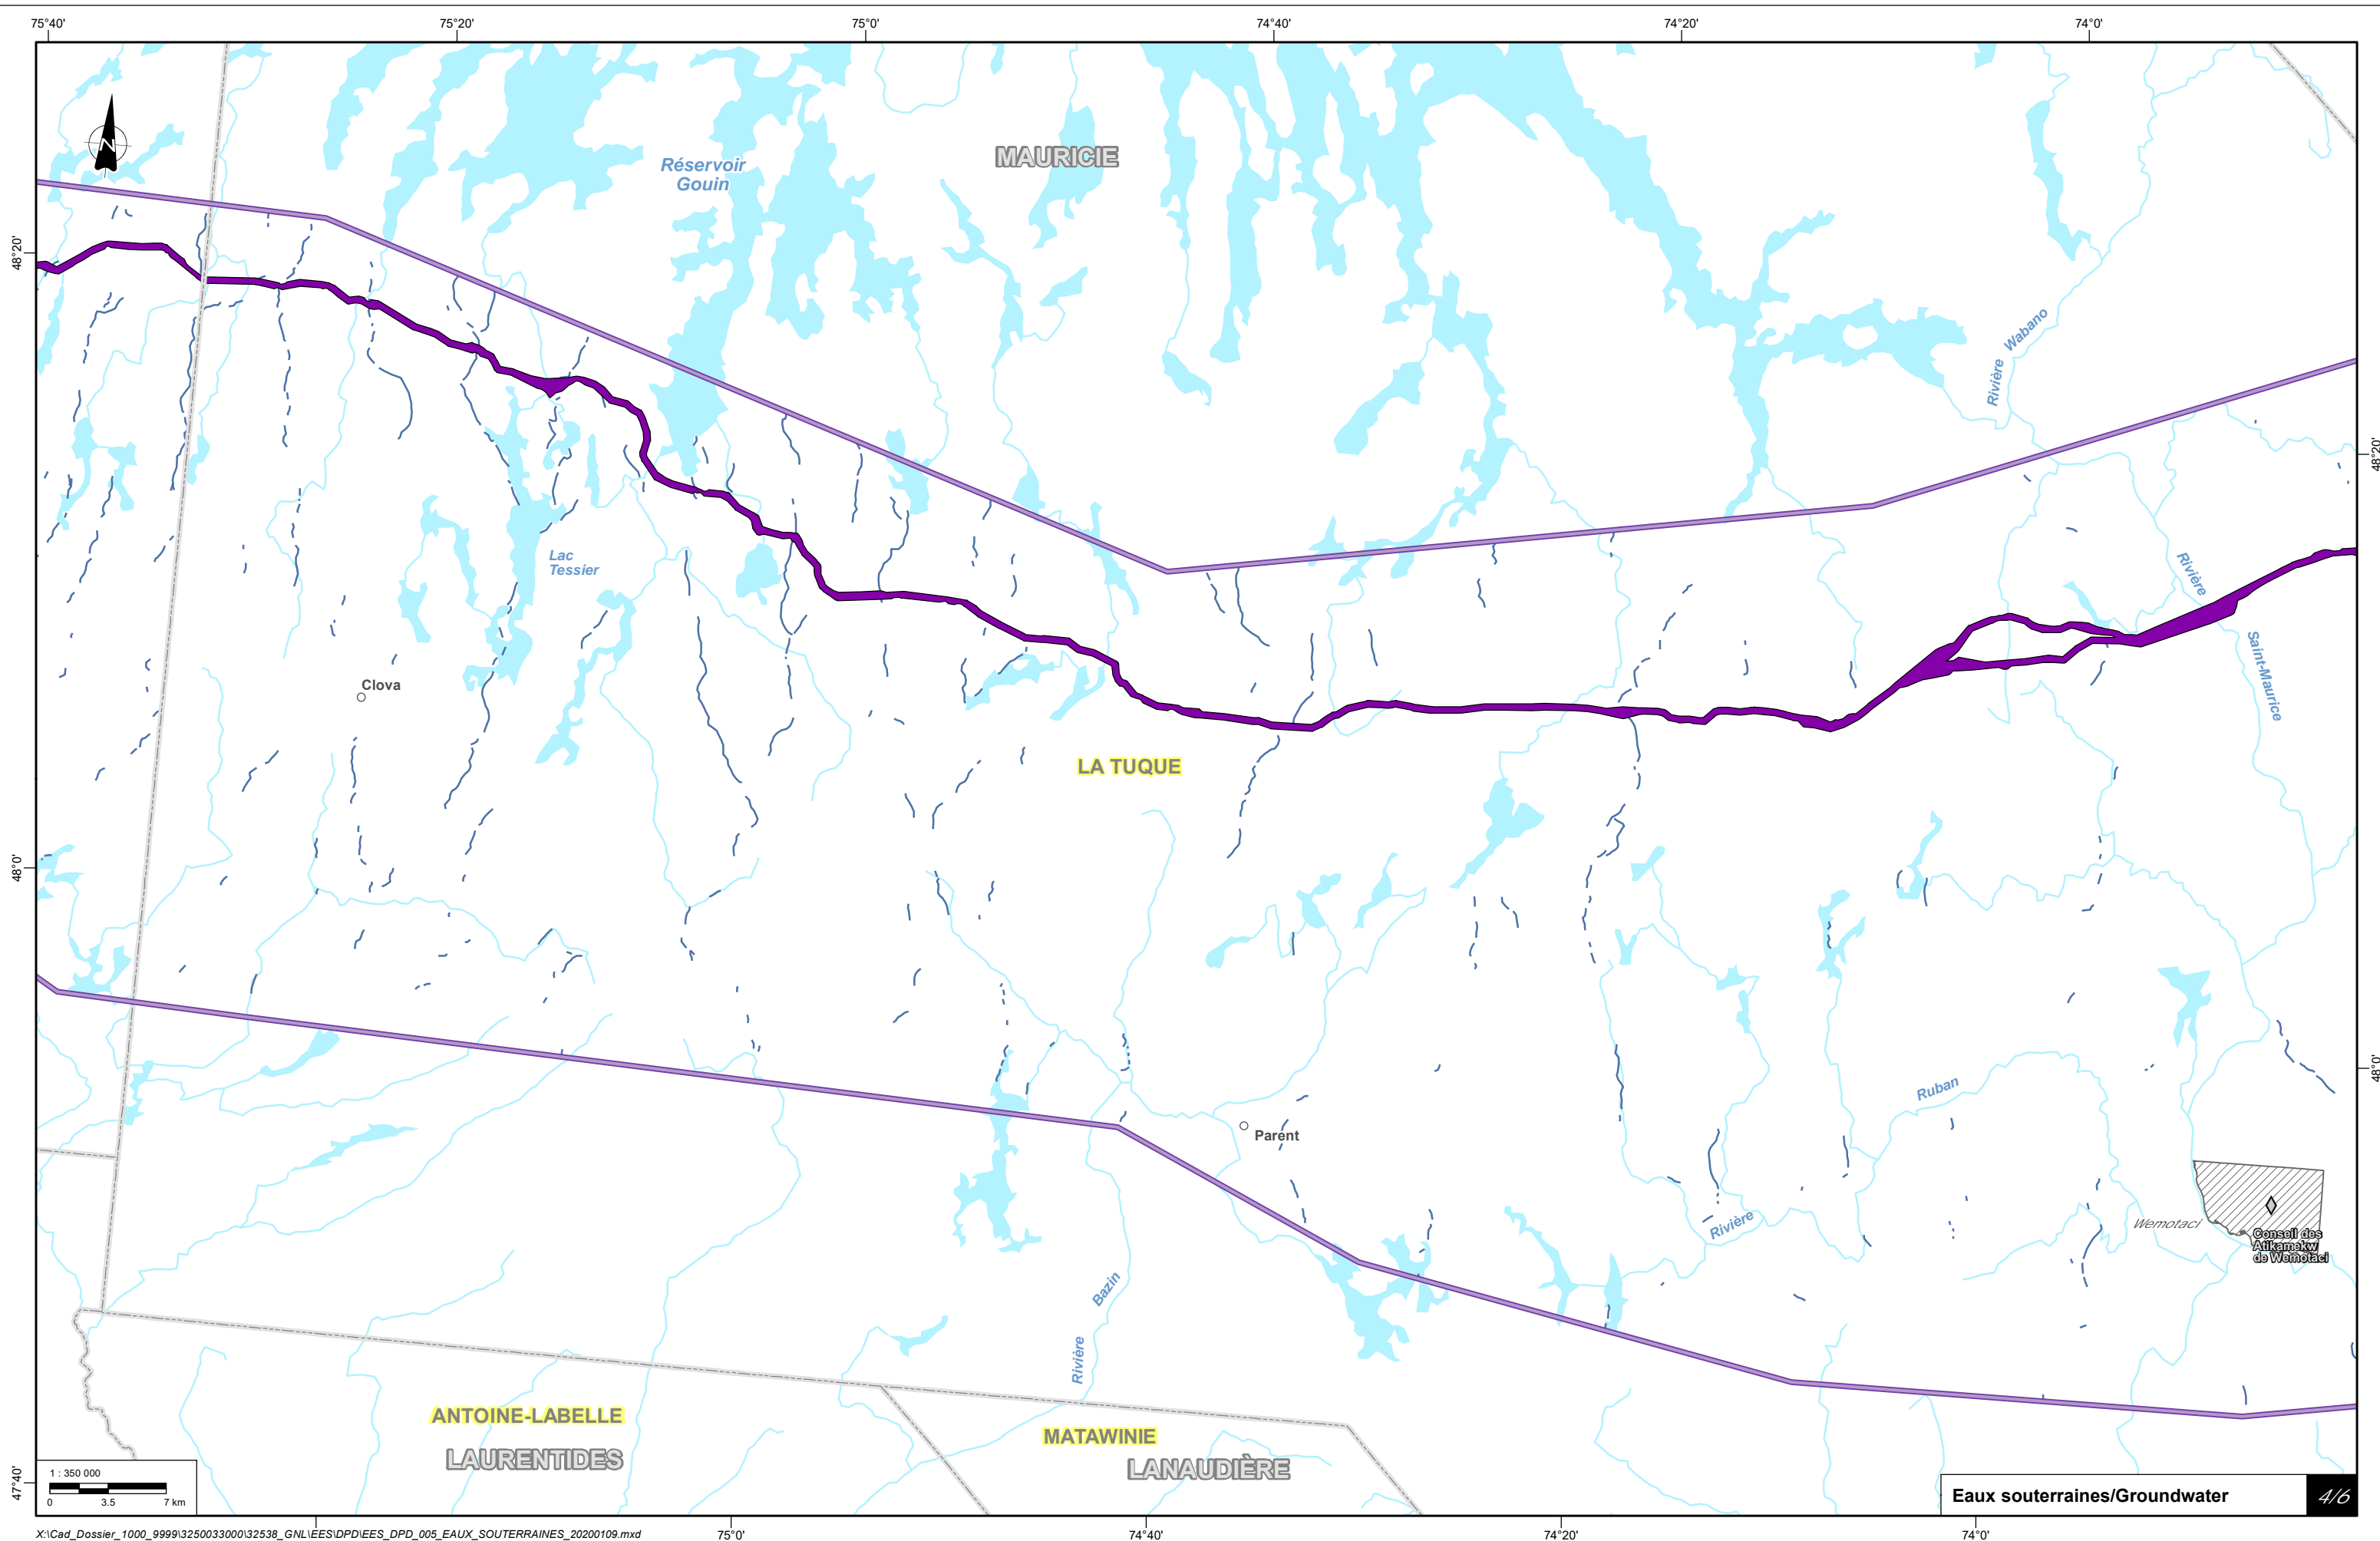 75°40'
75°20'
75°0'
74°40'
74°20'
74°0'
N
MAURICIE
Réservoir
Gouin
48°20'
Rivière Wabano
48°20'
Lac
Tessier
Rivière
Saint-Maurice
Clova
LA TUQUE
48°0'
48°0'
Ruban
Parent
Rivière
Wemotaci
Conseil des
Atikamekw
de Wemotaci
Bazin
Rivière
ANTOINE-LABELLE
MATAWINIE
LAURENTIDES
LANAUDIÈRE
47°40'
1 : 350 000
0 3.5 7 km
Eaux souterraines/Groundwater
4/6
X:\Cad_Dossier_1000_9999\3250033000\32538_GNL\EES\DPD\EES_DPD_005_EAUX_SOUTERRAINES_20200109.mxd
75°0'
74°40'
74°20'
74°0'